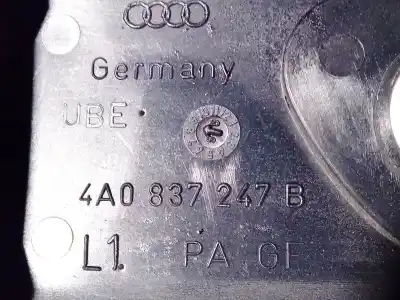 Germany
UBE
4A0 837 247 B
L1 PA GF